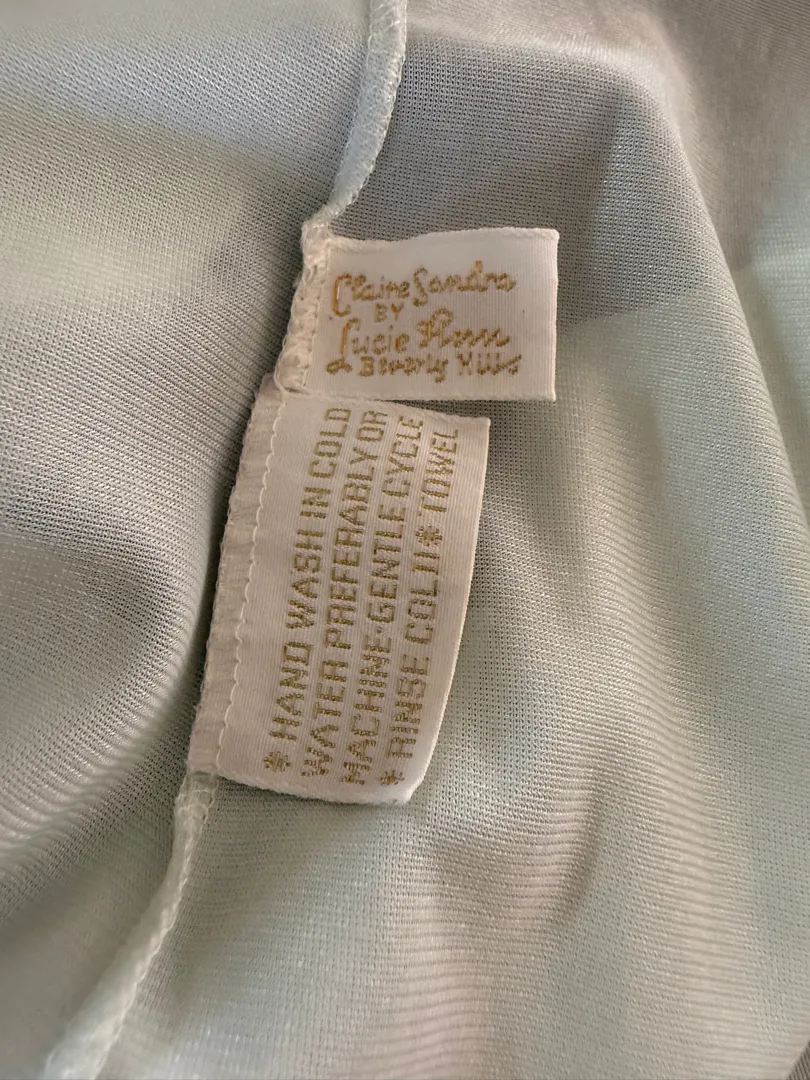 Claire Sandra
BY
Lucie Ann
Beverly Hills
* HAND WASH IN COLD
WATER PREFERABLY OR
MACHINE·GENTLE CYCLE
* RINSE COLD * TOWEL